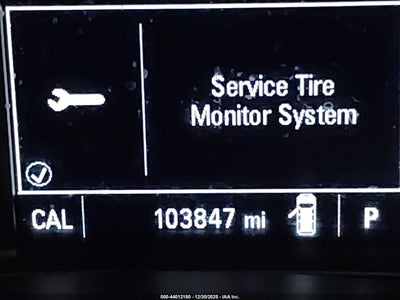 Service Tire
Monitor System
CAL
103847 mi
P
000-44012180 - 12/30/2025 - IAA Inc.